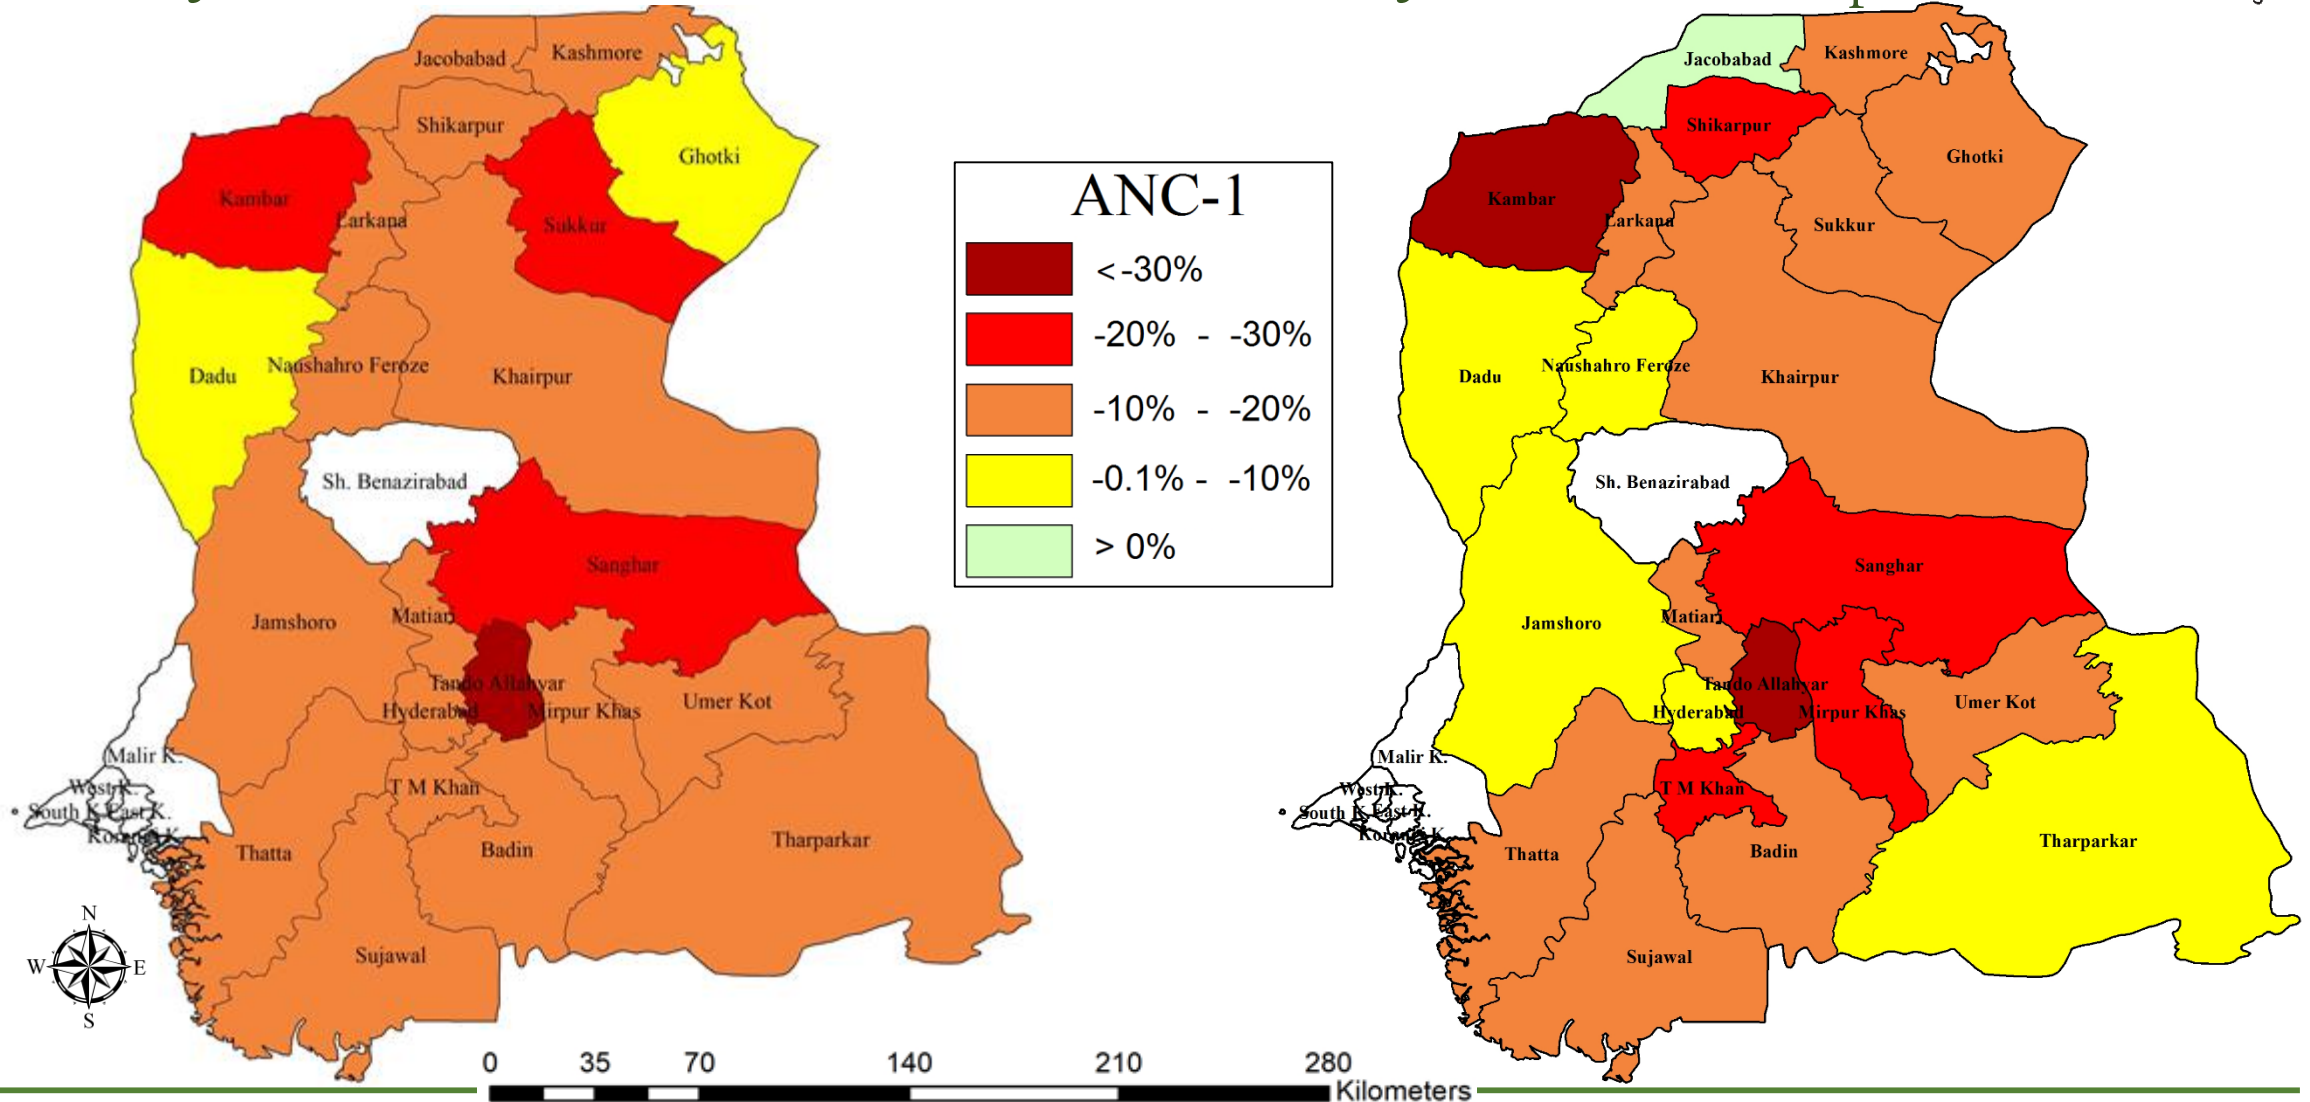 Jacobabad
Kashmore
Shikarpur
Ghotki
Kambar
Larkana
Sukkur
Dadu
Naushahro Feroze
Khairpur
Sh. Benazirabad
Sanghar
Jamshoro
Matiari
Tando Allahyar
Hyderabad
Mirpur Khas
Umer Kot
Malir K.
West K.
South K.
East K.
T M Khan
Thatta
Badin
Tharparkar
Sujawal
N
W
E
S
ANC-1
< -30%
-20% - -30%
-10% - -20%
-0.1% - -10%
> 0%
Jacobabad
Kashmore
Shikarpur
Ghotki
Kambar
Larkana
Sukkur
Dadu
Naushahro Feroze
Khairpur
Sh. Benazirabad
Sanghar
Jamshoro
Matiari
Tando Allahyar
Hyderabad
Mirpur Khas
Umer Kot
Malir K.
West K.
South K.
East K.
T M Khan
Thatta
Badin
Tharparkar
Sujawal
0 35 70 140 210 280
Kilometers